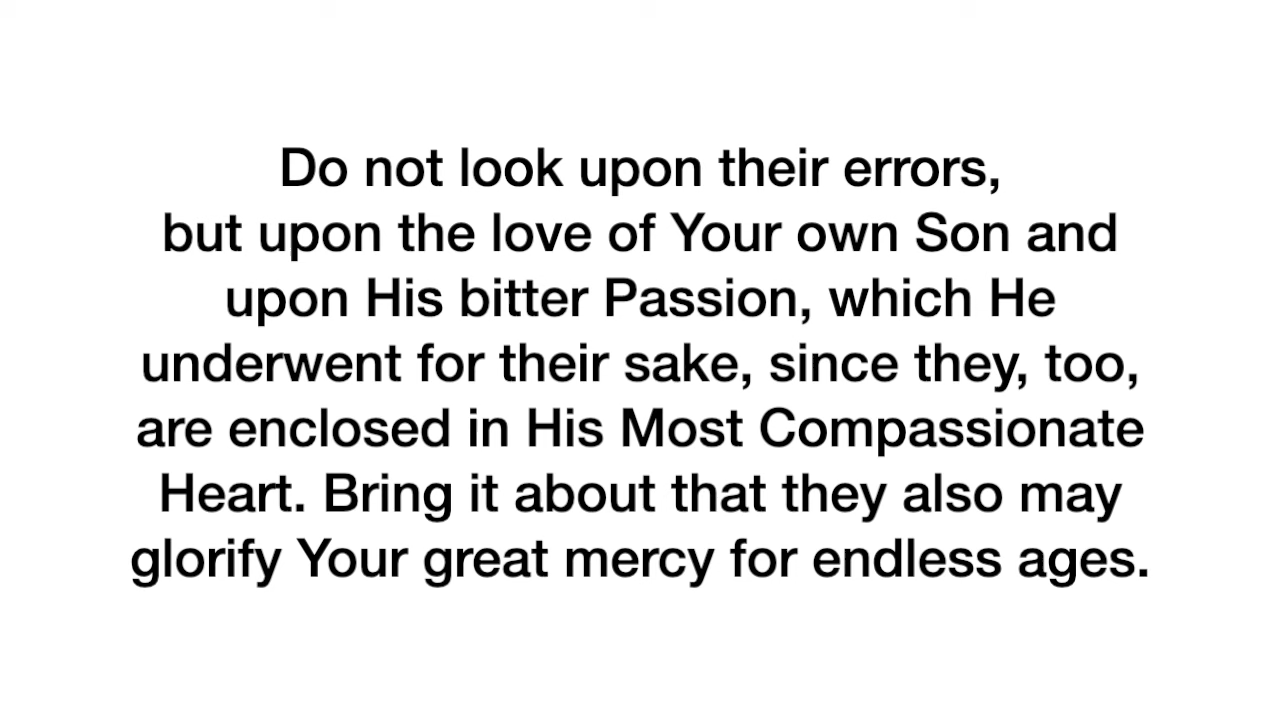 Do not look upon their errors,
but upon the love of Your own Son and
upon His bitter Passion, which He
underwent for their sake, since they, too,
are enclosed in His Most Compassionate
Heart. Bring it about that they also may
glorify Your great mercy for endless ages.